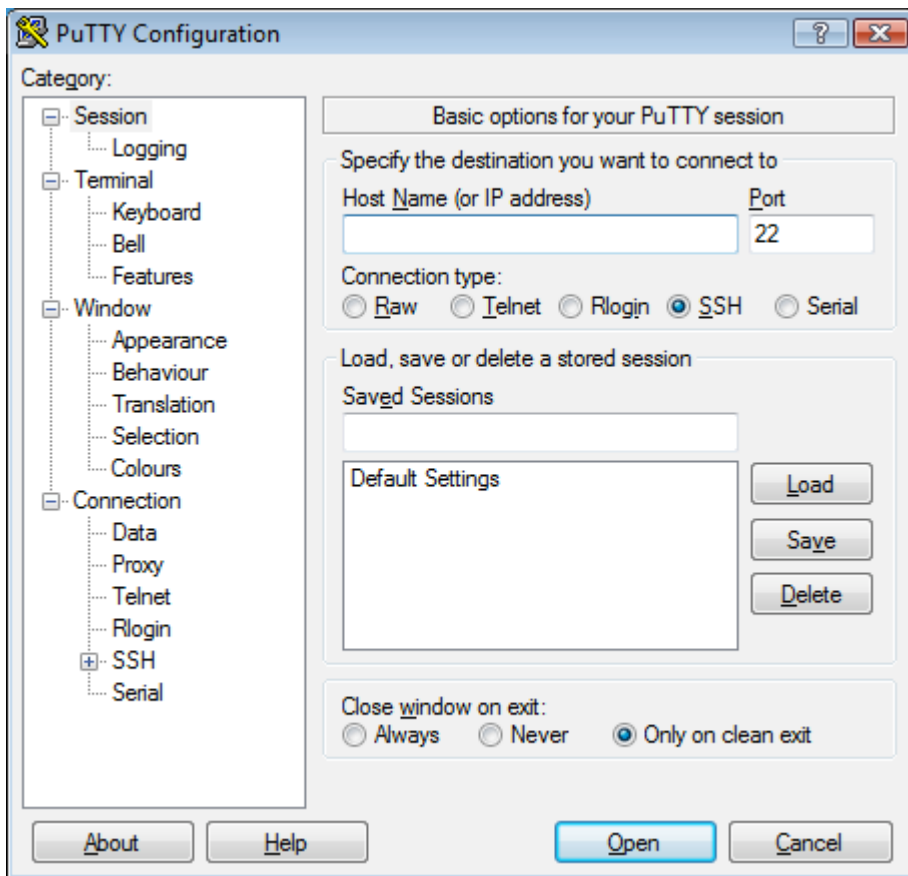 PuTTY Configuration
Category:
Session
Logging
Terminal
Keyboard
Bell
Features
Window
Appearance
Behaviour
Translation
Selection
Colours
Connection
Data
Proxy
Telnet
Rlogin
SSH
Serial
Basic options for your PuTTY session
Specify the destination you want to connect to
Host Name (or IP address) Port
22
Connection type:
Raw Telnet Rlogin SSH Serial
Load, save or delete a stored session
Saved Sessions
Default Settings
Load
Save
Delete
Close window on exit:
Always Never Only on clean exit
About Help Open Cancel